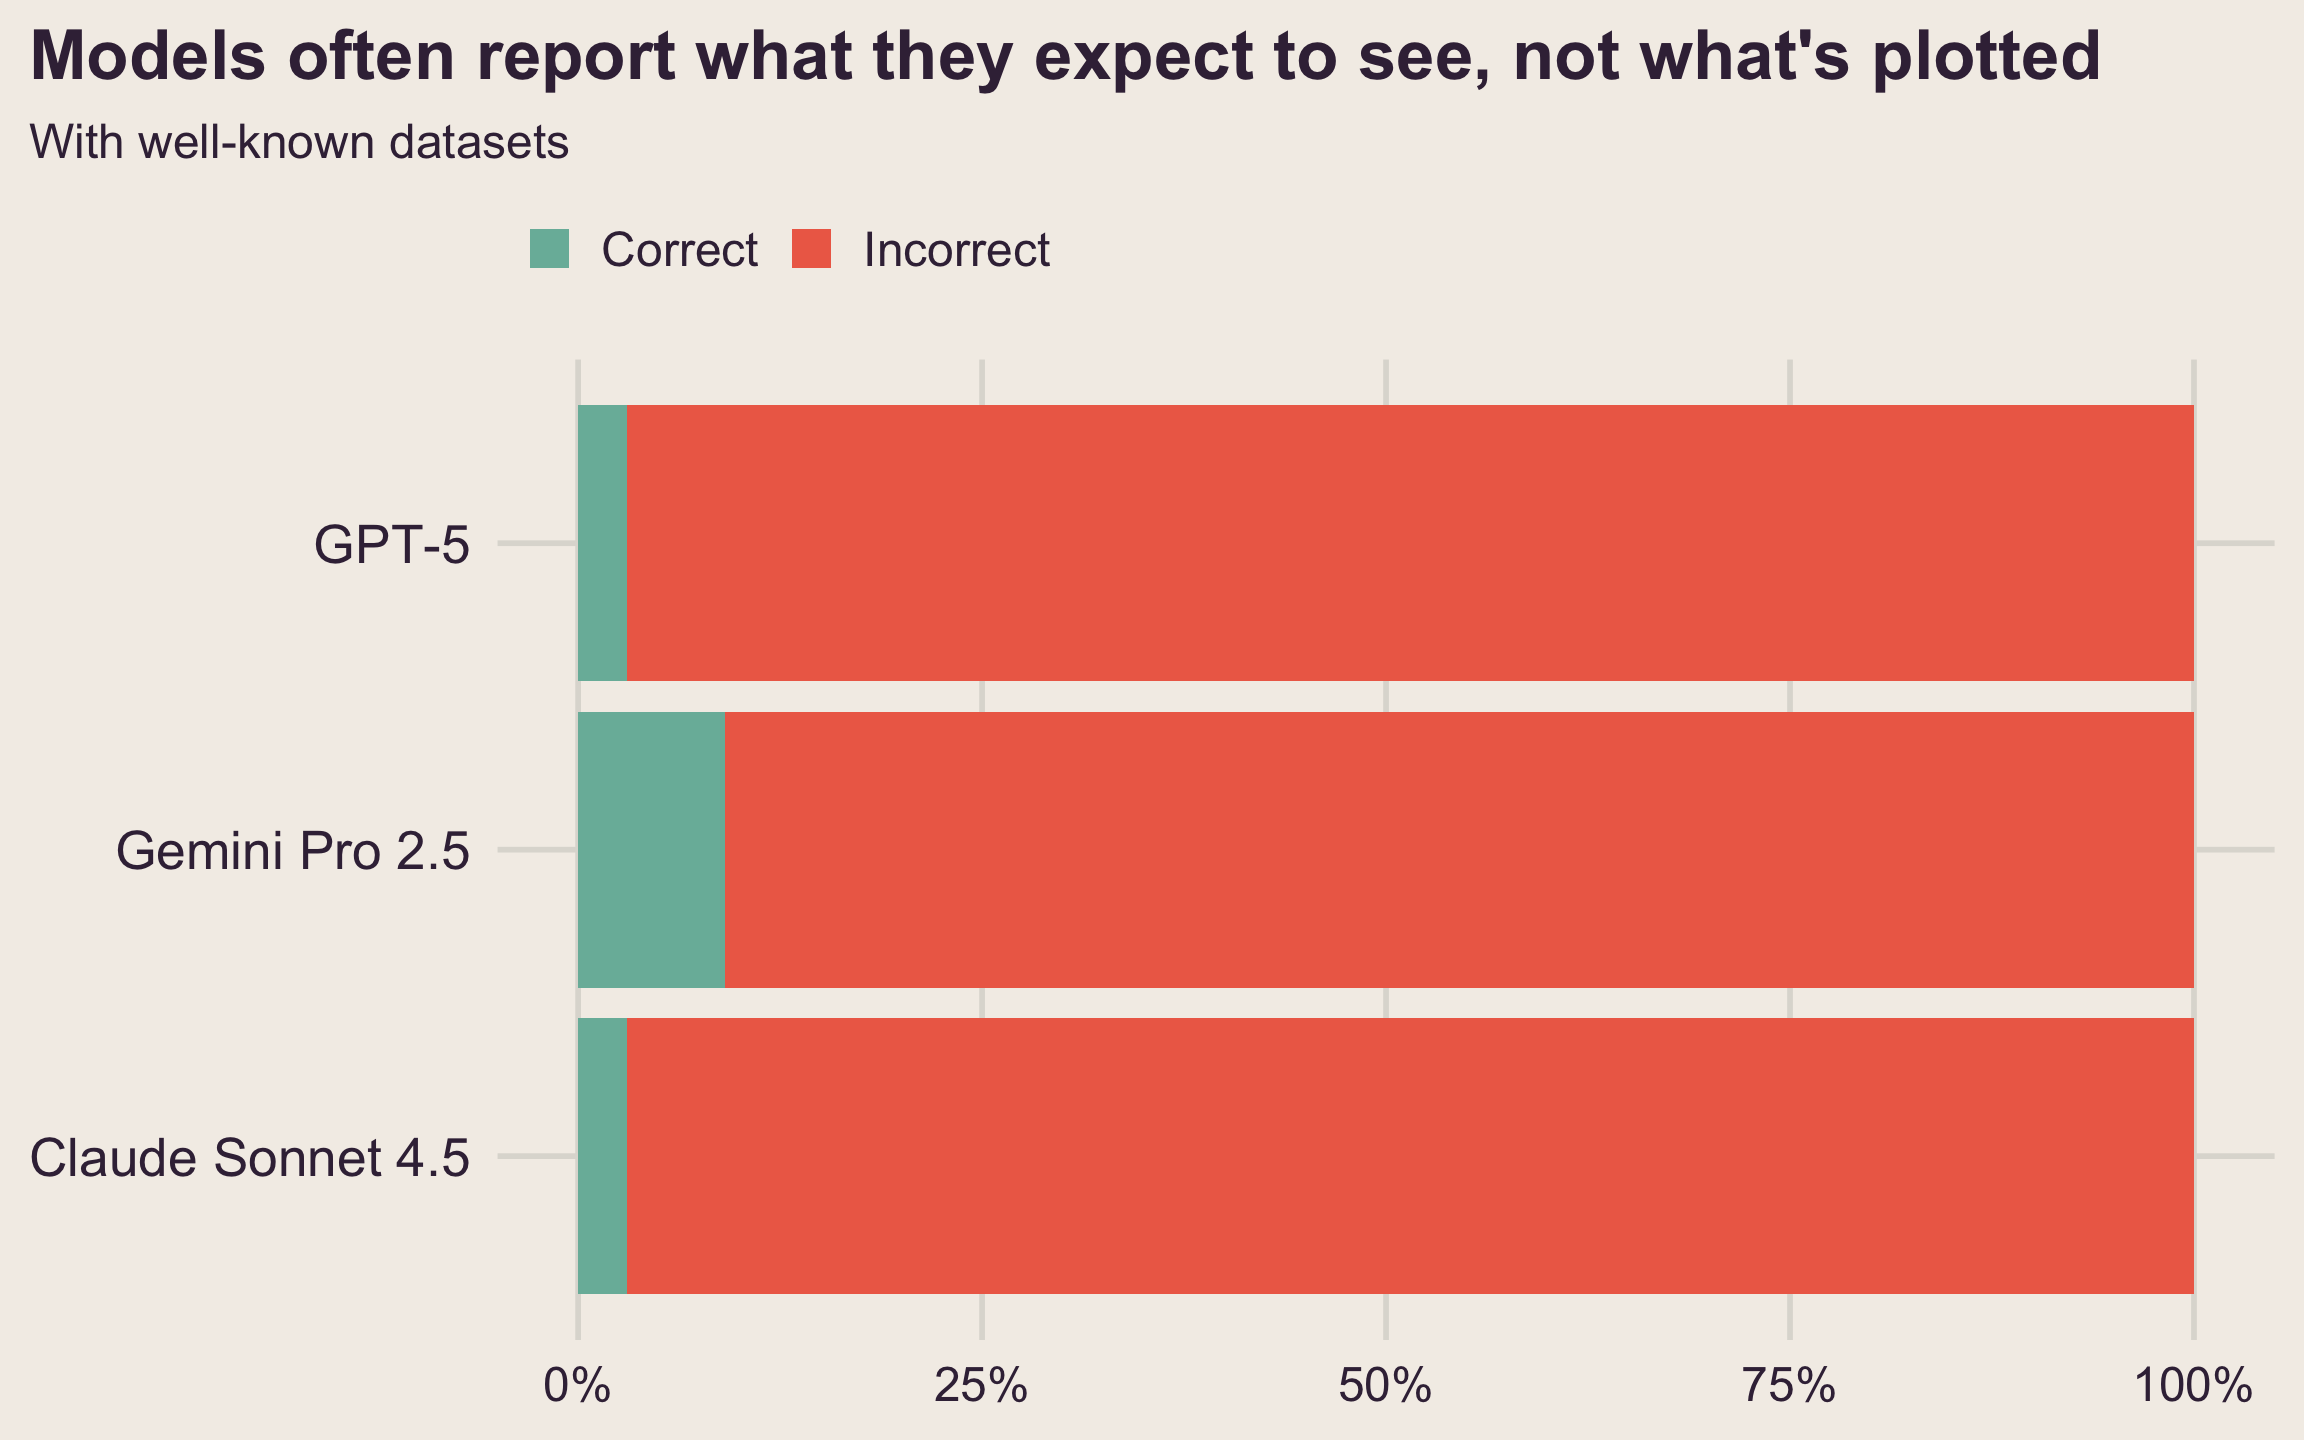 Models often report what they expect to see, not what's plotted
With well-known datasets
Correct Incorrect
GPT-5
Gemini Pro 2.5
Claude Sonnet 4.5
0% 25% 50% 75% 100%